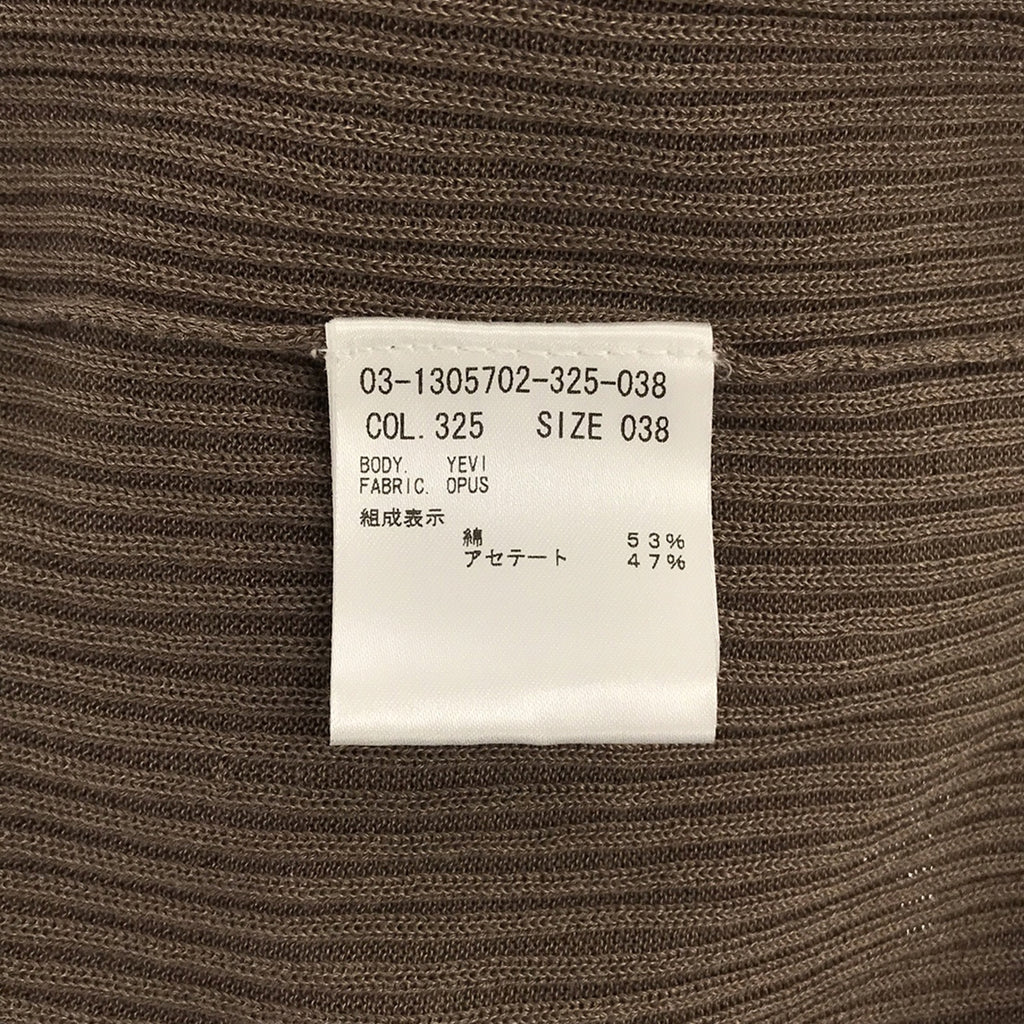 03-1305702-325-038
COL. 325 SIZE 038
BODY. YEVI
FABRIC. OPUS
組成表示
綿 53%
アセテート 47%